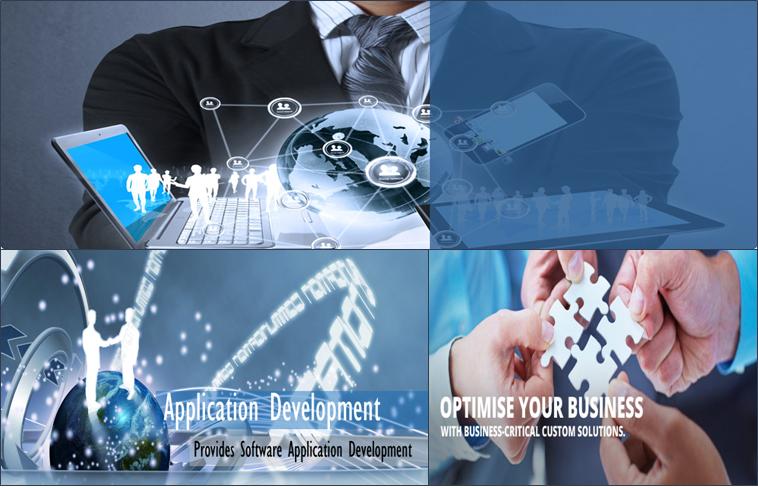 Application Development
Provides Software Application Development
OPTIMISE YOUR BUSINESS
WITH BUSINESS-CRITICAL CUSTOM SOLUTIONS.